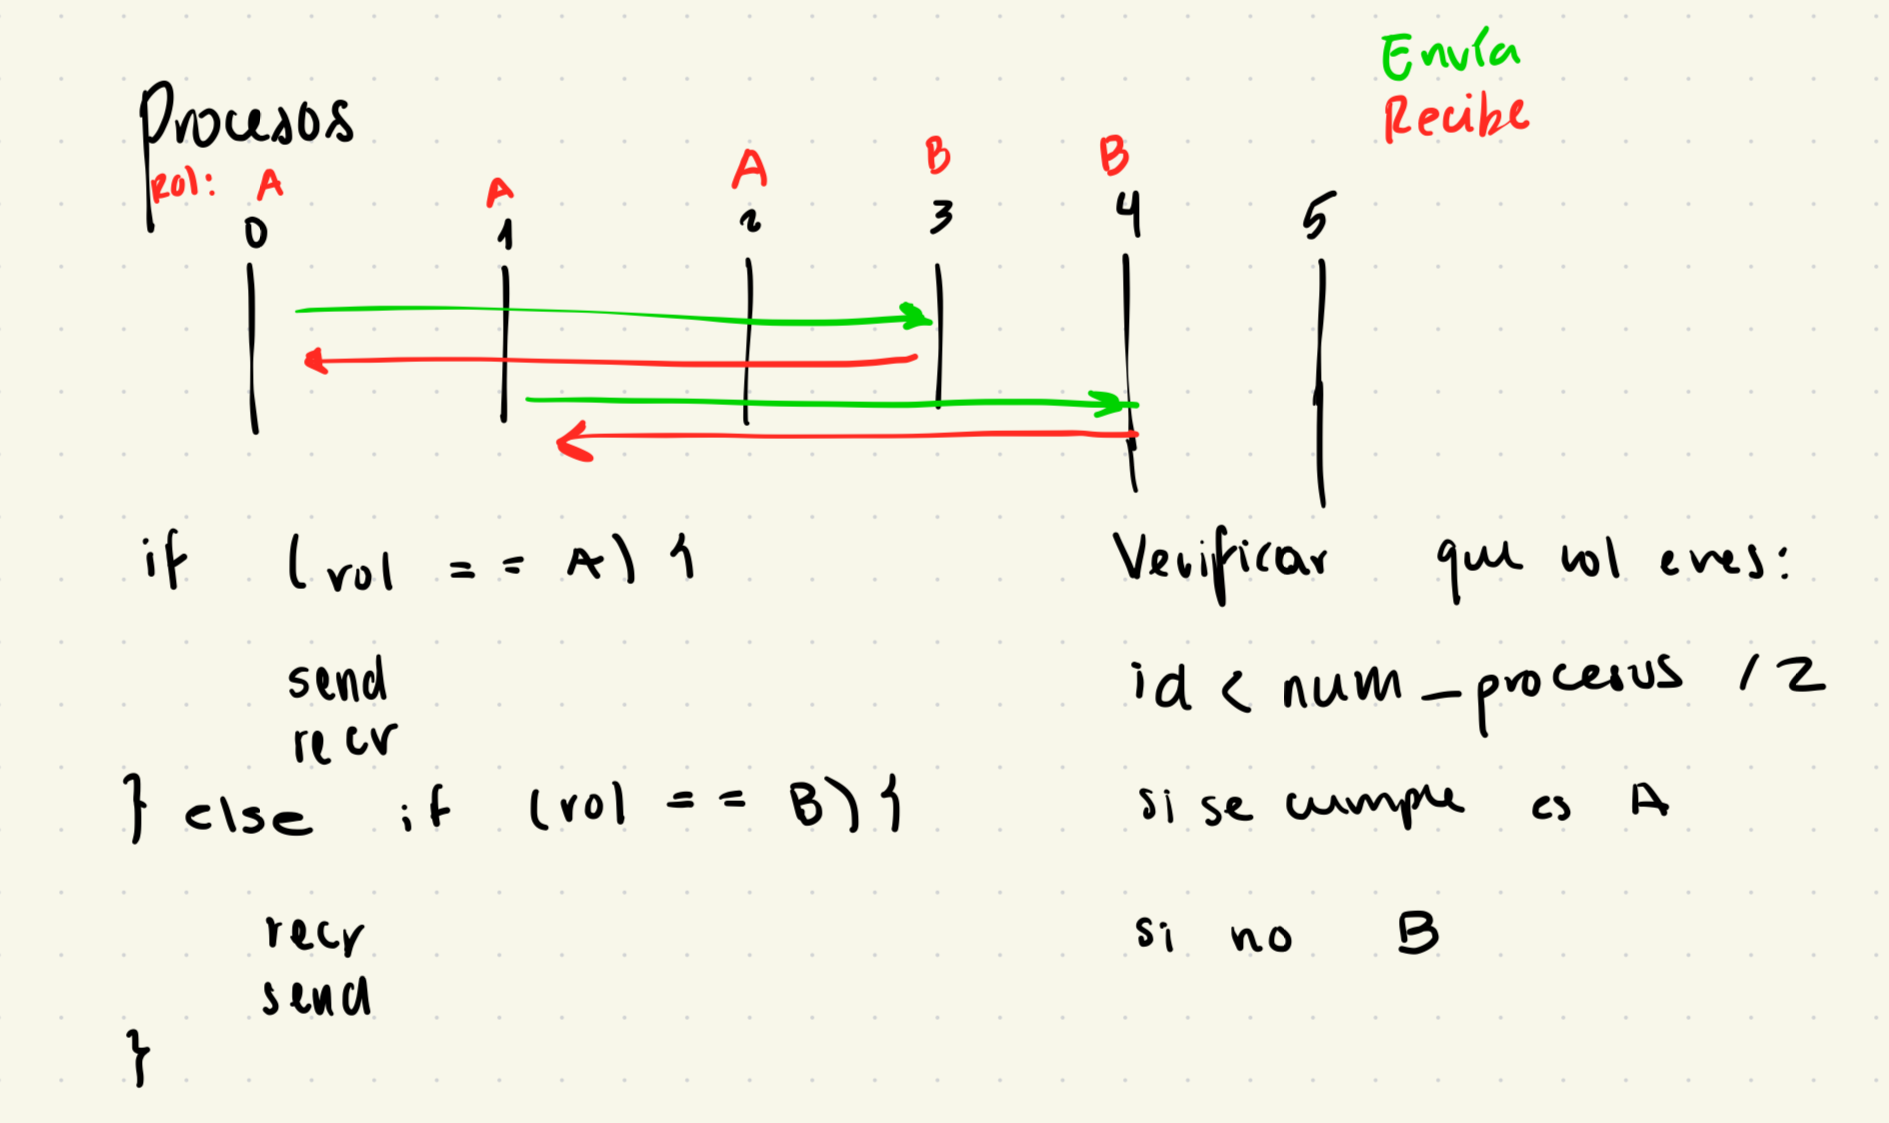 Envía
Recibe
Procesos
Rol: A A A B B
0 1 2 3 4 5
if (rol == A) {
send
recv
} else if (rol == B) {
recv
send
}
Verificar que rol eres:
id < num_procesos / 2
si se cumple es A
si no B